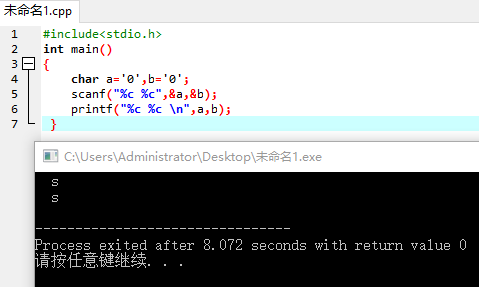 未命名1.cpp
1 #include<stdio.h>
2 int main()
3 {
4 char a='0',b='0';
5 scanf("%c %c",&a,&b);
6 printf("%c %c \n",a,b);
7 }
C:\Users\Administrator\Desktop\未命名1.exe
s
s
--------------------------------
Process exited after 8.072 seconds with return value 0
请按任意键继续. . .